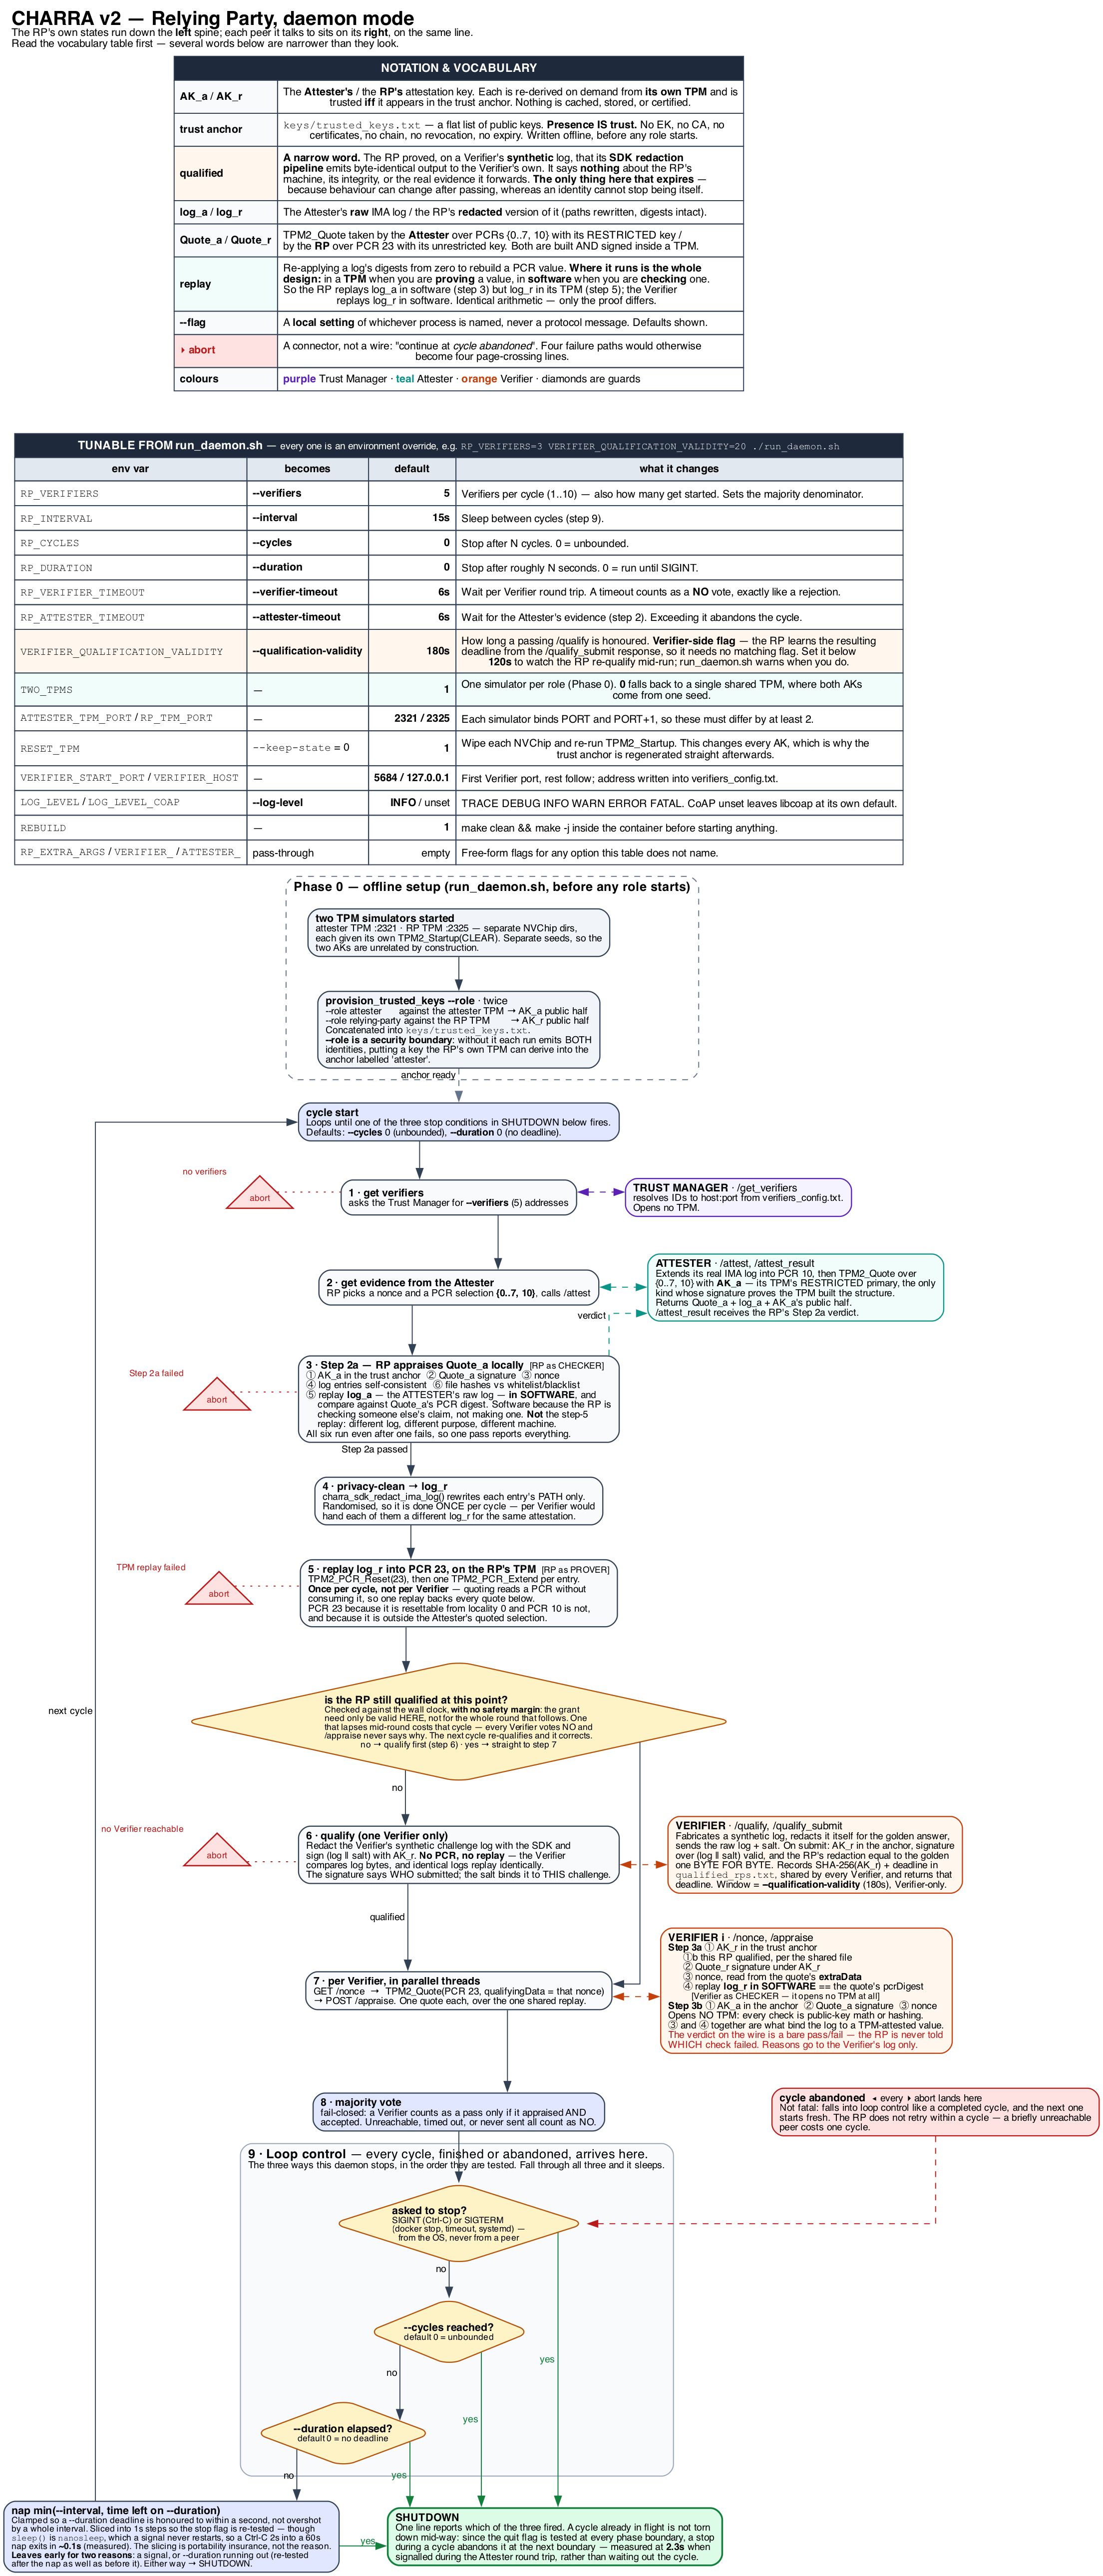 CHARRA v2 — Relying Party, daemon mode
The RP's own states run down the left spine; each peer it talks to sits on its right, on the same line.
Read the vocabulary table first — several words below are narrower than they look.
NOTATION & VOCABULARY
AK_a / AK_r
The Attester's / the RP's attestation key. Each is re-derived on demand from its own TPM and is
trusted iff it appears in the trust anchor. Nothing is cached, stored, or certified.
trust anchor
keys/trusted_keys.txt — a flat list of public keys. Presence IS trust. No EK, no CA, no
certificates, no chain, no revocation, no expiry. Written offline, before any role starts.
qualified
A narrow word. The RP proved, on a Verifier's synthetic log, that its SDK redaction
pipeline emits byte-identical output to the Verifier's own. It says nothing about the RP's
machine, its integrity, or the real evidence it forwards. The only thing here that expires —
because behaviour can change after passing, whereas an identity cannot stop being itself.
log_a / log_r
The Attester's raw IMA log / the RP's redacted version of it (paths rewritten, digests intact).
Quote_a / Quote_r
TPM2_Quote taken by the Attester over PCRs {0..7, 10} with its RESTRICTED key /
by the RP over PCR 23 with its unrestricted key. Both are built AND signed inside a TPM.
replay
Re-applying a log's digests from zero to rebuild a PCR value. Where it runs is the whole
design: in a TPM when you are proving a value, in software when you are checking one.
So the RP replays log_a in software (step 3) but log_r in its TPM (step 5); the Verifier
replays log_r in software. Identical arithmetic — only the proof differs.
--flag
A local setting of whichever process is named, never a protocol message. Defaults shown.
‣ abort
A connector, not a wire: "continue at cycle abandoned". Four failure paths would otherwise
become four page-crossing lines.
colours
purple Trust Manager · teal Attester · orange Verifier · diamonds are guards
TUNABLE FROM run_daemon.sh — every one is an environment override, e.g. RP_VERIFIERS=3 VERIFIER_QUALIFICATION_VALIDITY=20 ./run_daemon.sh
env var becomes default what it changes
RP_VERIFIERS --verifiers 5 Verifiers per cycle (1..10) — also how many get started. Sets the majority denominator.
RP_INTERVAL --interval 15s Sleep between cycles (step 9).
RP_CYCLES --cycles 0 Stop after N cycles. 0 = unbounded.
RP_DURATION --duration 0 Stop after roughly N seconds. 0 = run until SIGINT.
RP_VERIFIER_TIMEOUT --verifier-timeout 6s Wait per Verifier round trip. A timeout counts as a NO vote, exactly like a rejection.
RP_ATTESTER_TIMEOUT --attester-timeout 6s Wait for the Attester's evidence (step 2). Exceeding it abandons the cycle.
VERIFIER_QUALIFICATION_VALIDITY --qualification-validity 180s
How long a passing /qualify is honoured. Verifier-side flag — the RP learns the resulting
deadline from the /qualify_submit response, so it needs no matching flag. Set it below
120s to watch the RP re-qualify mid-run; run_daemon.sh warns when you do.
TWO_TPMS — 1
One simulator per role (Phase 0). 0 falls back to a single shared TPM, where both AKs
come from one seed.
ATTESTER_TPM_PORT / RP_TPM_PORT — 2321 / 2325 Each simulator binds PORT and PORT+1, so these must differ by at least 2.
RESET_TPM --keep-state = 0 1
Wipe each NVChip and re-run TPM2_Startup. This changes every AK, which is why the
trust anchor is regenerated straight afterwards.
VERIFIER_START_PORT / VERIFIER_HOST — 5684 / 127.0.0.1 First Verifier port, rest follow; address written into verifiers_config.txt.
LOG_LEVEL / LOG_LEVEL_COAP --log-level INFO / unset TRACE DEBUG INFO WARN ERROR FATAL. CoAP unset leaves libcoap at its own default.
REBUILD — 1 make clean && make -j inside the container before starting anything.
RP_EXTRA_ARGS / VERIFIER_ / ATTESTER_ pass-through empty Free-form flags for any option this table does not name.
Phase 0 — offline setup (run_daemon.sh, before any role starts)
two TPM simulators started
attester TPM :2321 · RP TPM :2325 — separate NVChip dirs,
each given its own TPM2_Startup(CLEAR). Separate seeds, so the
two AKs are unrelated by construction.
provision_trusted_keys --role · twice
--role attester against the attester TPM → AK_a public half
--role relying-party against the RP TPM → AK_r public half
Concatenated into keys/trusted_keys.txt.
--role is a security boundary: without it each run emits BOTH
identities, putting a key the RP's own TPM can derive into the
anchor labelled 'attester'.
anchor ready
cycle start
Loops until one of the three stop conditions in SHUTDOWN below fires.
Defaults: --cycles 0 (unbounded), --duration 0 (no deadline).
no verifiers
abort
1 · get verifiers
asks the Trust Manager for --verifiers (5) addresses
TRUST MANAGER · /get_verifiers
resolves IDs to host:port from verifiers_config.txt.
Opens no TPM.
2 · get evidence from the Attester
RP picks a nonce and a PCR selection {0..7, 10}, calls /attest
ATTESTER · /attest, /attest_result
Extends its real IMA log into PCR 10, then TPM2_Quote over
{0..7, 10} with AK_a — its TPM's RESTRICTED primary, the only
kind whose signature proves the TPM built the structure.
Returns Quote_a + log_a + AK_a's public half.
/attest_result receives the RP's Step 2a verdict.
verdict
Step 2a failed
abort
3 · Step 2a — RP appraises Quote_a locally [RP as CHECKER]
① AK_a in the trust anchor ② Quote_a signature ③ nonce
④ log entries self-consistent ⑥ file hashes vs whitelist/blacklist
⑤ replay log_a — the ATTESTER's raw log — in SOFTWARE, and
compare against Quote_a's PCR digest. Software because the RP is
checking someone else's claim, not making one. Not the step-5
replay: different log, different purpose, different machine.
All six run even after one fails, so one pass reports everything.
Step 2a passed
4 · privacy-clean → log_r
charra_sdk_redact_ima_log() rewrites each entry's PATH only.
Randomised, so it is done ONCE per cycle — per Verifier would
hand each of them a different log_r for the same attestation.
TPM replay failed
abort
5 · replay log_r into PCR 23, on the RP's TPM [RP as PROVER]
TPM2_PCR_Reset(23), then one TPM2_PCR_Extend per entry.
Once per cycle, not per Verifier — quoting reads a PCR without
consuming it, so one replay backs every quote below.
PCR 23 because it is resettable from locality 0 and PCR 10 is not,
and because it is outside the Attester's quoted selection.
is the RP still qualified at this point?
Checked against the wall clock, with no safety margin: the grant
need only be valid HERE, not for the whole round that follows. One
that lapses mid-round costs that cycle — every Verifier votes NO and
/appraise never says why. The next cycle re-qualifies and it corrects.
no → qualify first (step 6) · yes → straight to step 7
next cycle
no
no Verifier reachable
abort
6 · qualify (one Verifier only)
Redact the Verifier's synthetic challenge log with the SDK and
sign (log ‖ salt) with AK_r. No PCR, no replay — the Verifier
compares log bytes, and identical logs replay identically.
The signature says WHO submitted; the salt binds it to THIS challenge.
VERIFIER · /qualify, /qualify_submit
Fabricates a synthetic log, redacts it itself for the golden answer,
sends the raw log + salt. On submit: AK_r in the anchor, signature
over (log ‖ salt) valid, and the RP's redaction equal to the golden
one BYTE FOR BYTE. Records SHA-256(AK_r) + deadline in
qualified_rps.txt, shared by every Verifier, and returns that
deadline. Window = --qualification-validity (180s), Verifier-only.
qualified
7 · per Verifier, in parallel threads
GET /nonce → TPM2_Quote(PCR 23, qualifyingData = that nonce)
→ POST /appraise. One quote each, over the one shared replay.
VERIFIER i · /nonce, /appraise
Step 3a ① AK_r in the trust anchor
①b this RP qualified, per the shared file
② Quote_r signature under AK_r
③ nonce, read from the quote's extraData
④ replay log_r in SOFTWARE == the quote's pcrDigest
[Verifier as CHECKER — it opens no TPM at all]
Step 3b ① AK_a in the anchor ② Quote_a signature ③ nonce
Opens NO TPM: every check is public-key math or hashing.
③ and ④ together are what bind the log to a TPM-attested value.
The verdict on the wire is a bare pass/fail — the RP is never told
WHICH check failed. Reasons go to the Verifier's log only.
8 · majority vote
fail-closed: a Verifier counts as a pass only if it appraised AND
accepted. Unreachable, timed out, or never sent all count as NO.
cycle abandoned ◂ every ‣ abort lands here
Not fatal: falls into loop control like a completed cycle, and the next one
starts fresh. The RP does not retry within a cycle — a briefly unreachable
peer costs one cycle.
9 · Loop control — every cycle, finished or abandoned, arrives here.
The three ways this daemon stops, in the order they are tested. Fall through all three and it sleeps.
asked to stop?
SIGINT (Ctrl-C) or SIGTERM
(docker stop, timeout, systemd) —
from the OS, never from a peer
no
--cycles reached?
default 0 = unbounded
yes
no
yes
--duration elapsed?
default 0 = no deadline
no
yes
nap min(--interval, time left on --duration)
Clamped so a --duration deadline is honoured to within a second, not overshot
by a whole interval. Sliced into 1s steps so the stop flag is re-tested — though
sleep() is nanosleep, which a signal never restarts, so a Ctrl-C 2s into a 60s
nap exits in ~0.1s (measured). The slicing is portability insurance, not the reason.
Leaves early for two reasons: a signal, or --duration running out (re-tested
after the nap as well as before it). Either way → SHUTDOWN.
yes
SHUTDOWN
One line reports which of the three fired. A cycle already in flight is not torn
down mid-way: since the quit flag is tested at every phase boundary, a stop
during a cycle abandons it at the next boundary — measured at 2.3s when
signalled during the Attester round trip, rather than waiting out the cycle.